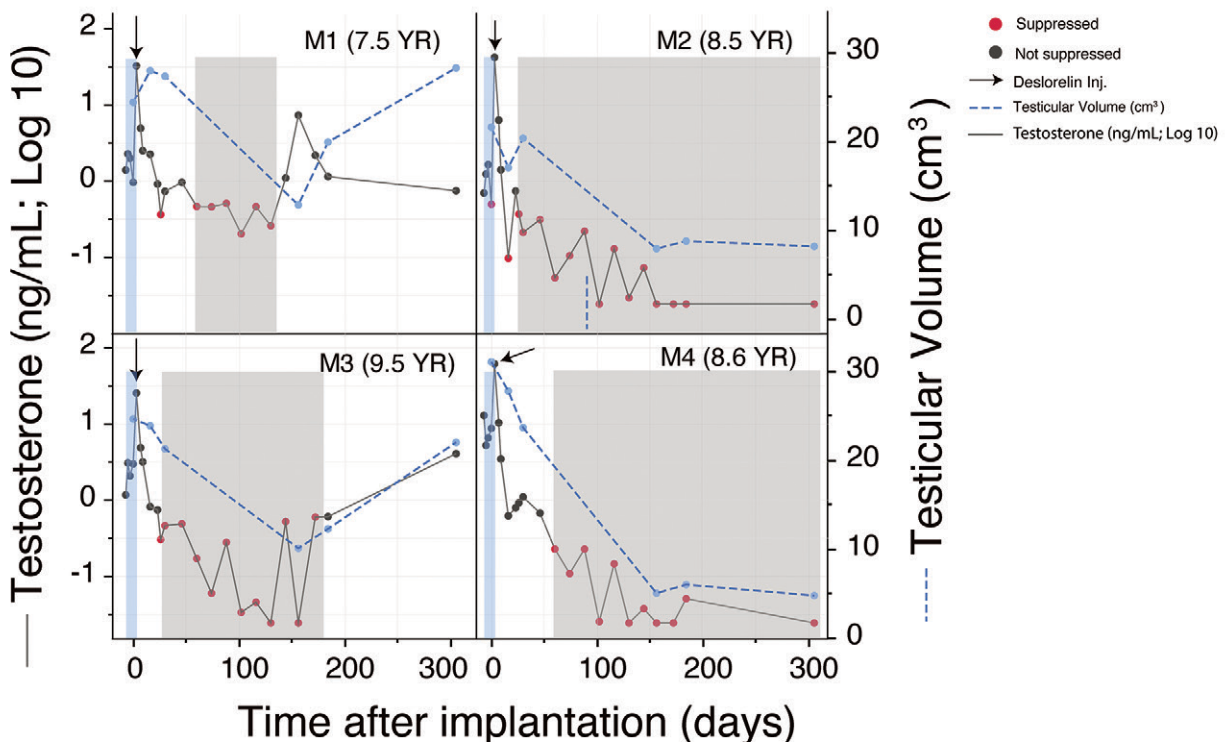 M1 (7.5 YR)
M2 (8.5 YR)
M3 (9.5 YR)
M4 (8.6 YR)
2
1
0
-1
2
1
0
-1
30
20
10
0
30
20
10
0
0 100 200 300
0 100 200 300
Testosterone (ng/mL; Log 10)
Time after implantation (days)
Testicular Volume (cm³)
Suppressed
Not suppressed
Deslorelin Inj.
Testicular Volume (cm³)
Testosterone (ng/mL; Log 10)